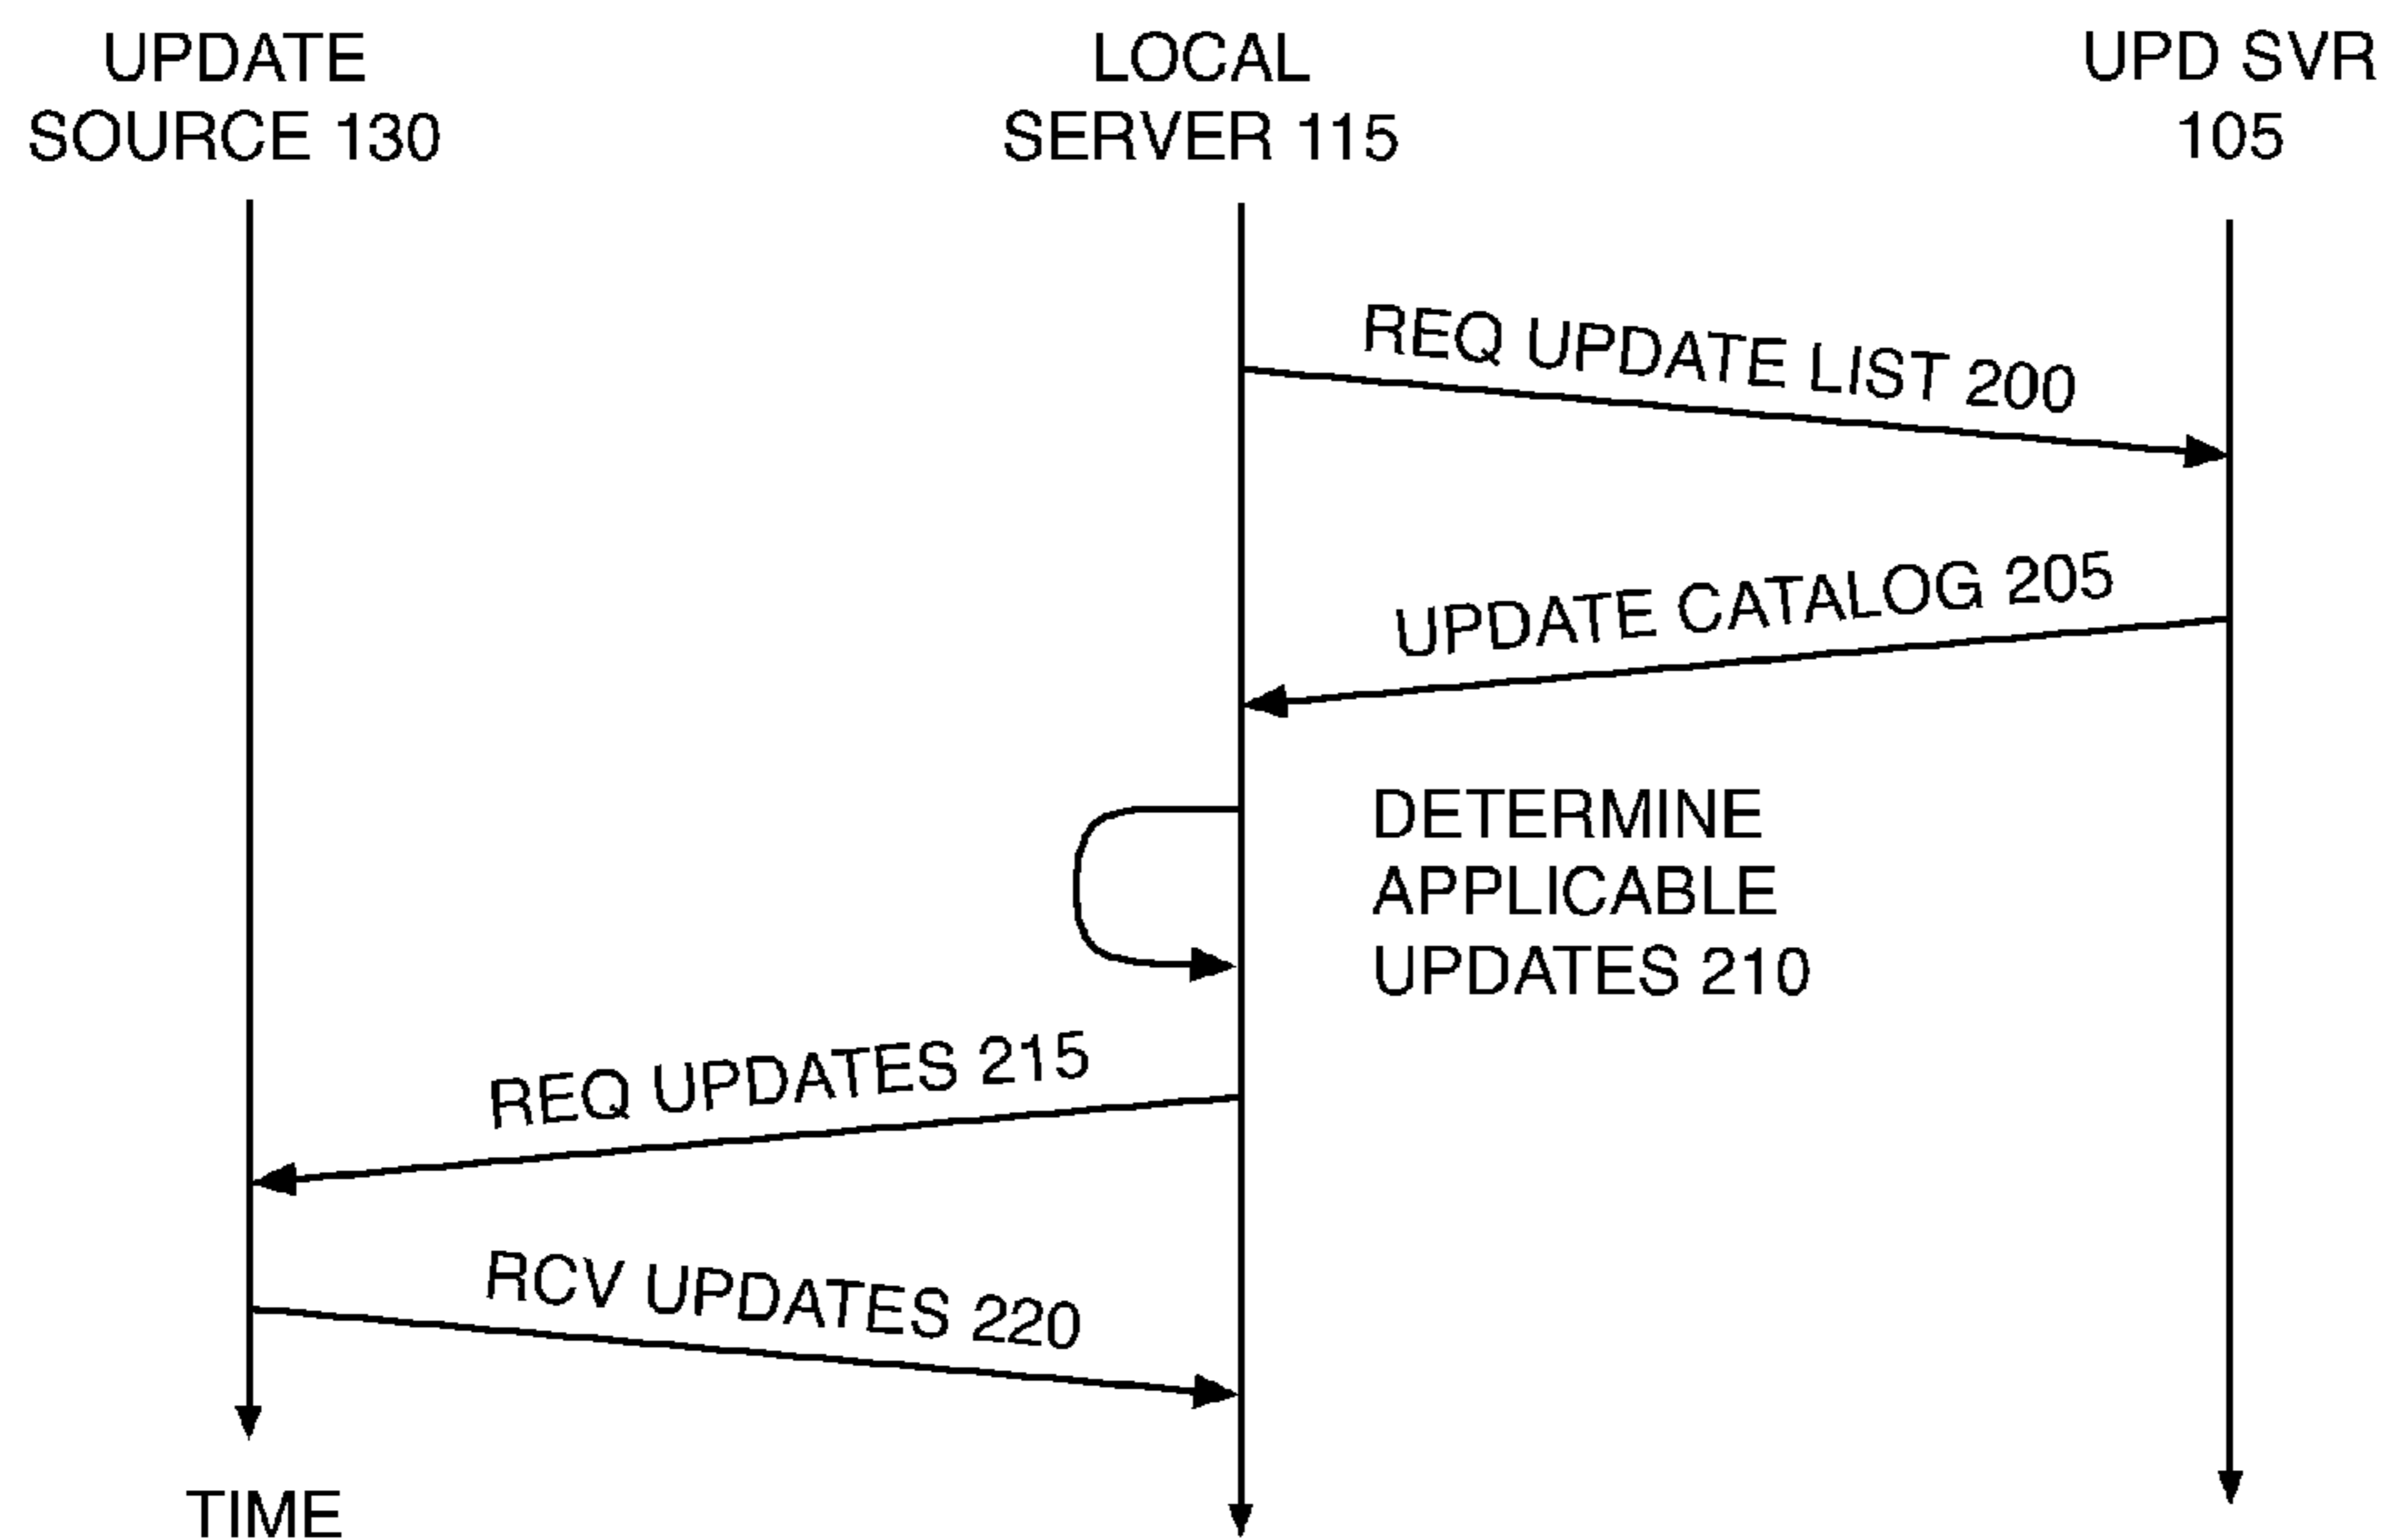 UPDATE
SOURCE 130
LOCAL
SERVER 115
UPD SVR
105
REQ UPDATE LIST 200
UPDATE CATALOG 205
DETERMINE
APPLICABLE
UPDATES 210
REQ UPDATES 215
RCV UPDATES 220
TIME